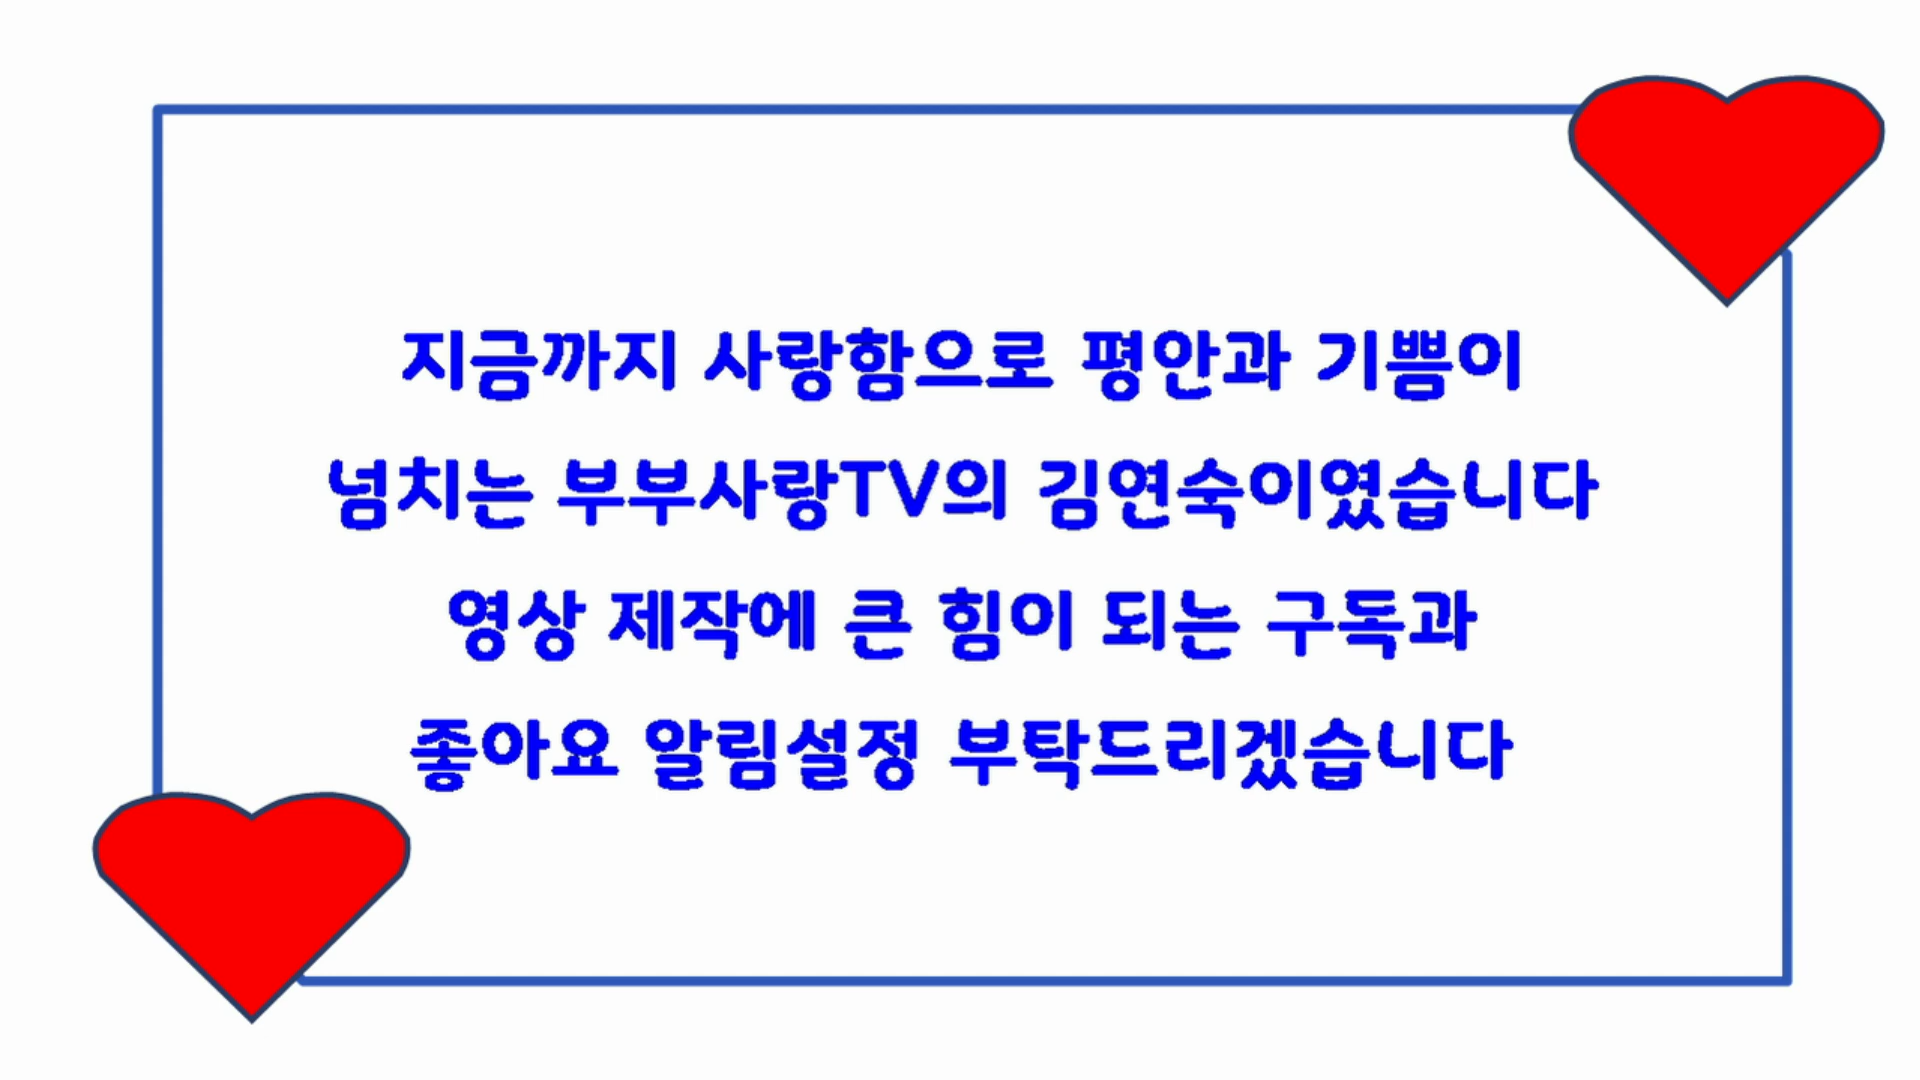 지금까지 사랑함으로 평안과 기쁨이
넘치는 부부사랑TV의 김연숙이였습니다
영상 제작에 큰 힘이 되는 구독과
좋아요 알림설정 부탁드리겠습니다